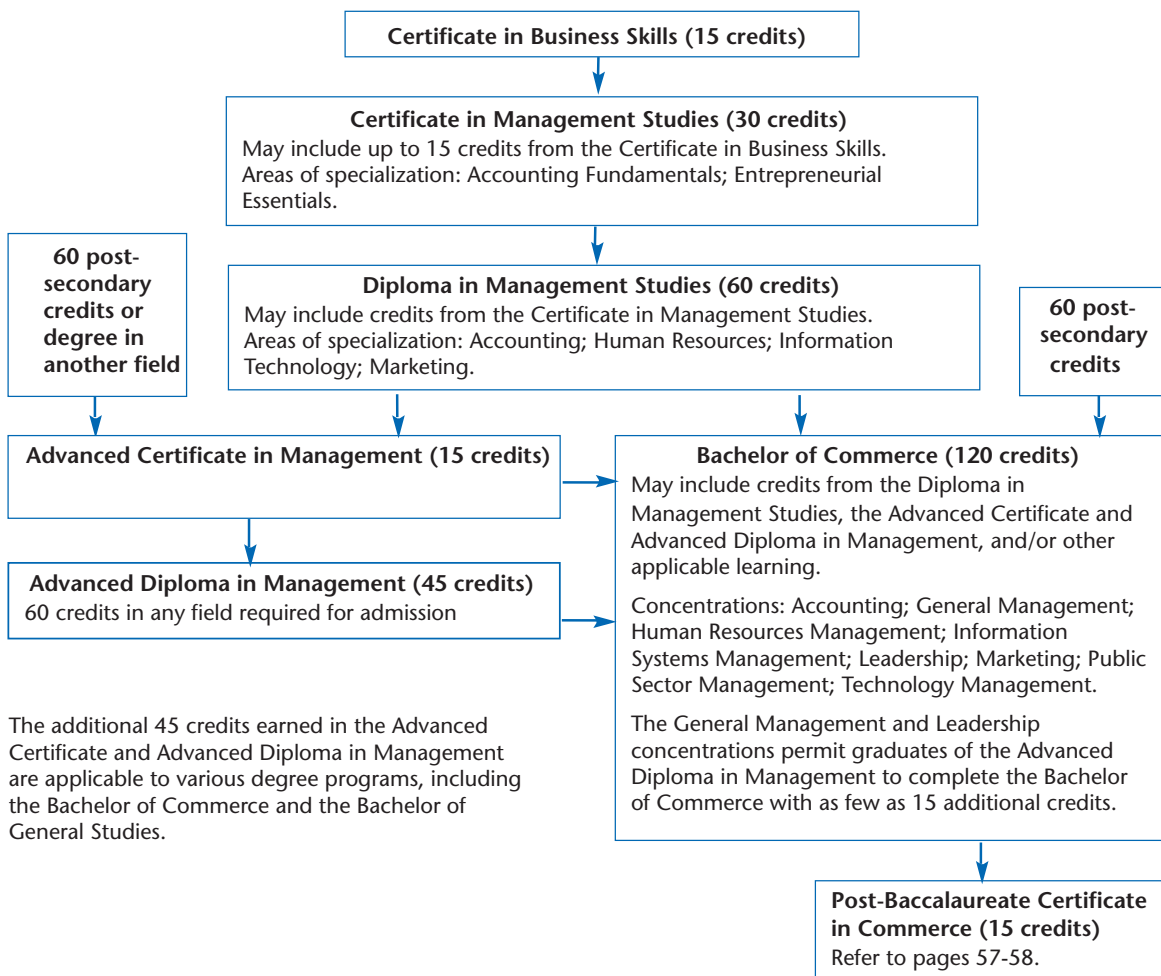 Certificate in Business Skills (15 credits)
Certificate in Management Studies (30 credits)
May include up to 15 credits from the Certificate in Business Skills.
Areas of specialization: Accounting Fundamentals; Entrepreneurial
Essentials.
60 post-
secondary
credits or
degree in
another field
Diploma in Management Studies (60 credits)
May include credits from the Certificate in Management Studies.
Areas of specialization: Accounting; Human Resources; Information
Technology; Marketing.
60 post-
secondary
credits
Advanced Certificate in Management (15 credits)
Advanced Diploma in Management (45 credits)
60 credits in any field required for admission
The additional 45 credits earned in the Advanced
Certificate and Advanced Diploma in Management
are applicable to various degree programs, including
the Bachelor of Commerce and the Bachelor of
General Studies.
Bachelor of Commerce (120 credits)
May include credits from the Diploma in
Management Studies, the Advanced Certificate and
Advanced Diploma in Management, and/or other
applicable learning.
Concentrations: Accounting; General Management;
Human Resources Management; Information
Systems Management; Leadership; Marketing; Public
Sector Management; Technology Management.
The General Management and Leadership
concentrations permit graduates of the Advanced
Diploma in Management to complete the Bachelor
of Commerce with as few as 15 additional credits.
Post-Baccalaureate Certificate
in Commerce (15 credits)
Refer to pages 57-58.